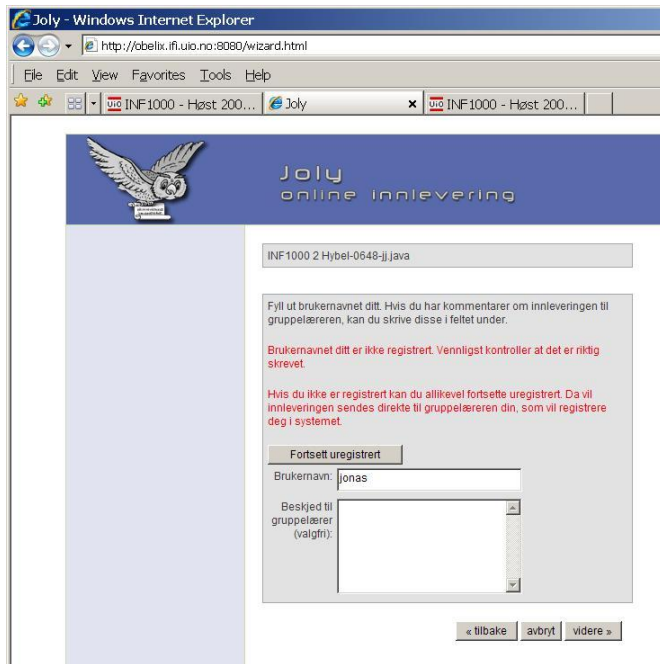 Joly - Windows Internet Explorer
http://obelix.ifi.uio.no:8080/wizard.html
File Edit View Favorites Tools Help
UiO INF1000 - Høst 200... Joly x UiO INF1000 - Høst 200...
Joly
online innlevering
INF1000 2 Hybel-0648-jj.java
Fyll ut brukernavnet ditt. Hvis du har kommentarer om innleveringen til
gruppelæreren, kan du skrive disse i feltet under.
Brukernavnet ditt er ikke registrert. Vennligst kontroller at det er riktig
skrevet.
Hvis du ikke er registrert kan du allikevel fortsette uregistrert. Da vil
innleveringen sendes direkte til gruppelæreren din, som vil registrere
deg i systemet.
Fortsett uregistrert
Brukernavn: jonas
Beskjed til
gruppelærer
(valgfri):
« tilbake avbryt videre »